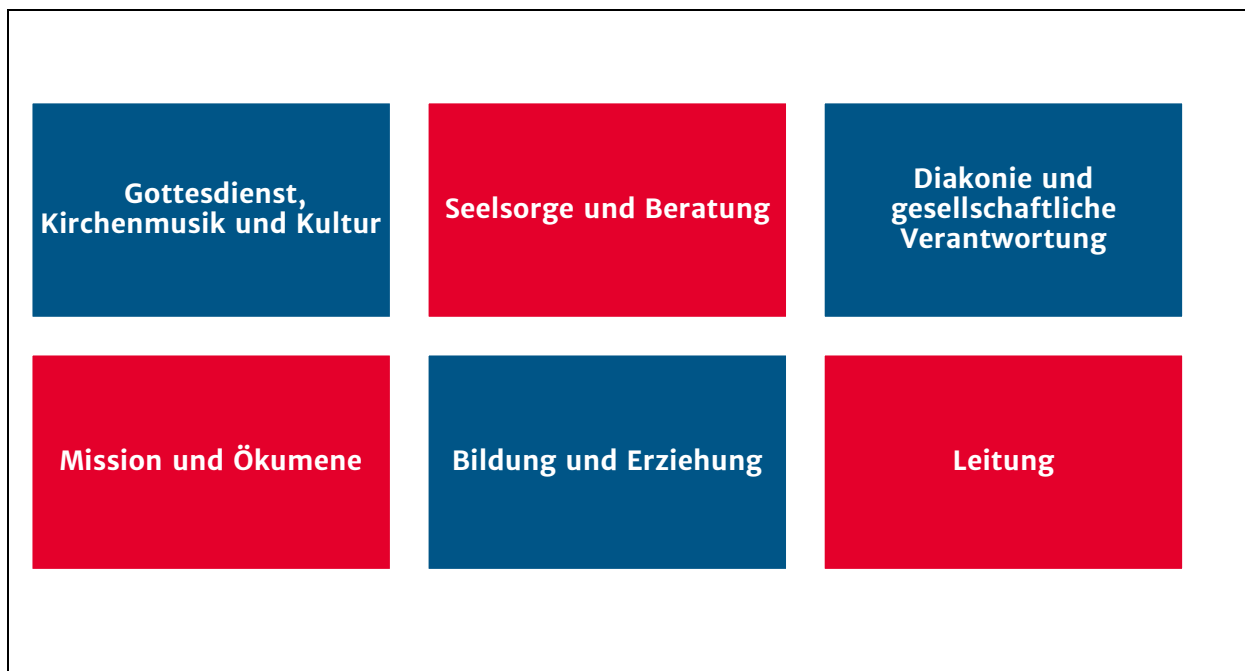 Gottesdienst,
Kirchenmusik und Kultur
Seelsorge und Beratung
Diakonie und
gesellschaftliche
Verantwortung
Mission und Ökumene
Bildung und Erziehung
Leitung